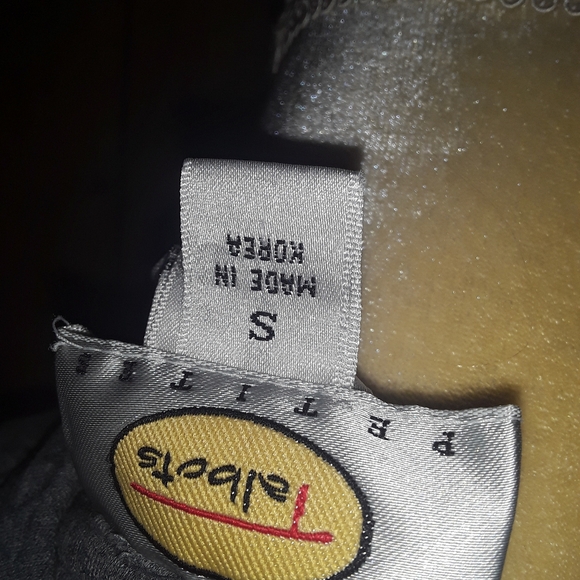 Talbots
PETITES
S
MADE IN
KOREA